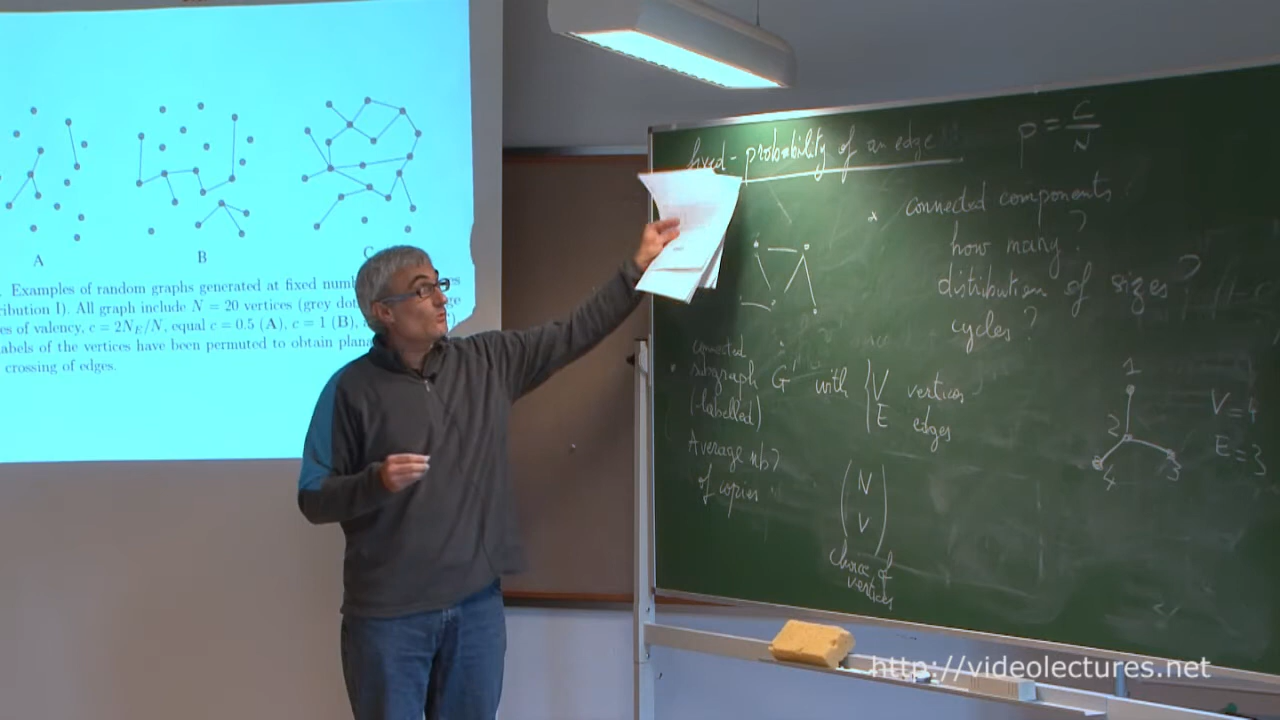 A
B
C
. Examples of random graphs generated at fixed num
ribution I). All graph include N = 20 vertices (grey dot
es of valency, c = 2N_E/N, equal c = 0.5 (A), c = 1 (B),
labels of the vertices have been permuted to obtain plana
crossing of edges.
fixed - probability of an edge!!!
p = C/N
* connected components?
how many?
distribution of sizes?
cycles?
connected
subgraph G' with { V vertices
(-labelled) E edges
Average nb?
of copies
(N
V)
choice of
vertices
1
2
3
4
V=4
E=3
http://videolectures.net